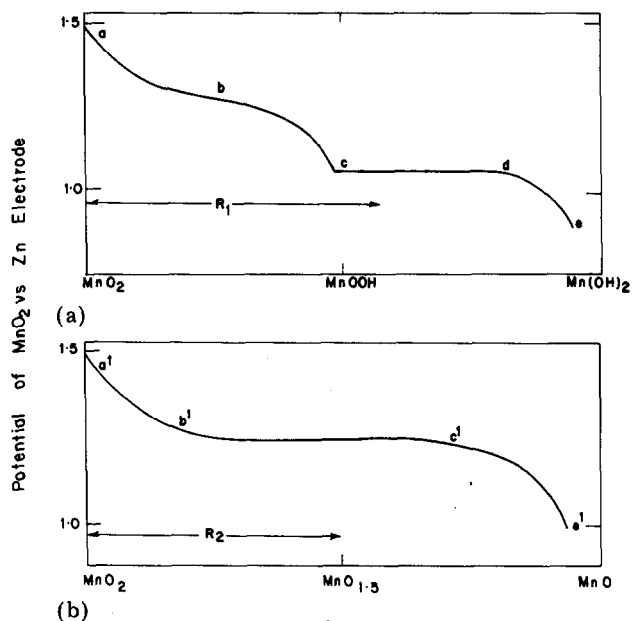 Potential of MnO2 vs Zn Electrode
1·5
a
b
c
d
1·0
R1
e
MnO2 MnOOH Mn(OH)2
(a)
1·5
a1
b1
c1
1·0
R2
e1
MnO2 MnO1·5 MnO
(b)